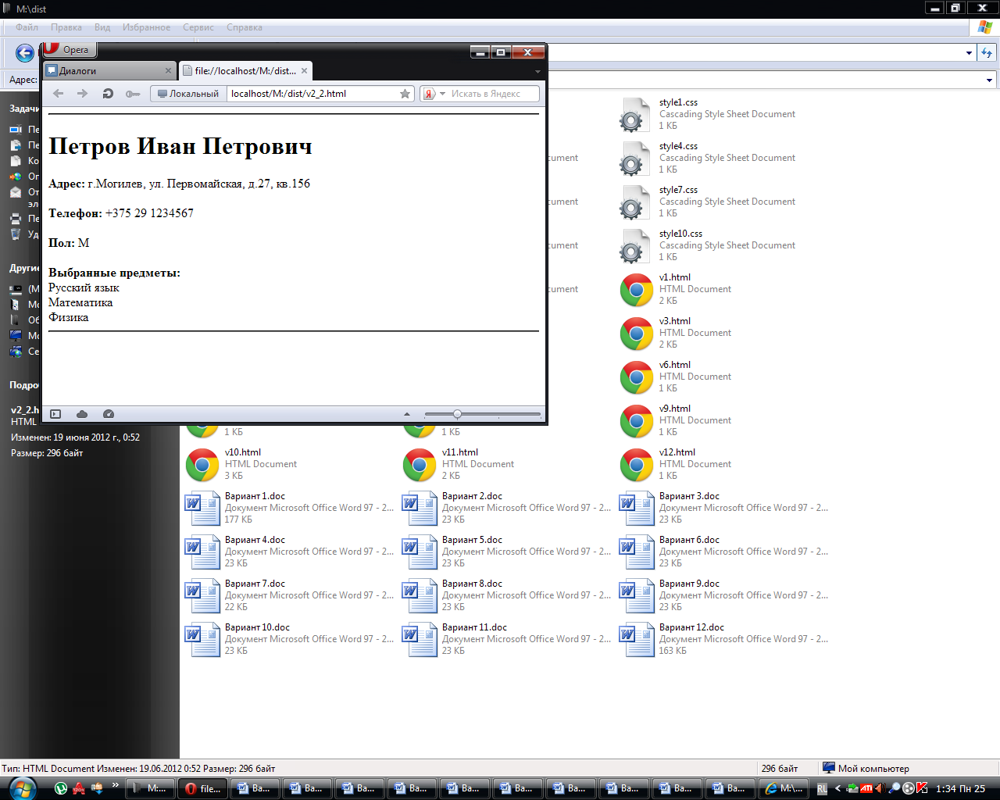 M:\dist
Файл Правка Вид Избранное Сервис Справка
Opera
Диалоги
file://localhost/M:/dist...
Адрес:
Локальный localhost/M:/dist/v2_2.html Искать в Яндекс
Петров Иван Петрович
Адрес: г.Могилев, ул. Первомайская, д.27, кв.156
Телефон: +375 29 1234567
Пол: М
Выбранные предметы:
Русский язык
Математика
Физика
Задачи
Пе
Пе
Ко
Оп
От
эл
Пе
Уд
Другие
(M
Мо
Об
Мо
Се
Подро
v2_2.h
HTML
Изменен: 19 июня 2012 г., 0:52
Размер: 296 байт
style1.css
Cascading Style Sheet Document
1 КБ
cument
style4.css
Cascading Style Sheet Document
1 КБ
cument
style7.css
Cascading Style Sheet Document
1 КБ
cument
style10.css
Cascading Style Sheet Document
1 КБ
cument
v1.html
HTML Document
2 КБ
v3.html
HTML Document
2 КБ
v6.html
HTML Document
1 КБ
v9.html
HTML Document
1 КБ
1 КБ
1 КБ
v10.html
HTML Document
3 КБ
v11.html
HTML Document
2 КБ
v12.html
HTML Document
1 КБ
Вариант 1.doc
Документ Microsoft Office Word 97 - 2...
177 КБ
Вариант 2.doc
Документ Microsoft Office Word 97 - 2...
23 КБ
Вариант 3.doc
Документ Microsoft Office Word 97 - 2...
23 КБ
Вариант 4.doc
Документ Microsoft Office Word 97 - 2...
23 КБ
Вариант 5.doc
Документ Microsoft Office Word 97 - 2...
23 КБ
Вариант 6.doc
Документ Microsoft Office Word 97 - 2...
23 КБ
Вариант 7.doc
Документ Microsoft Office Word 97 - 2...
22 КБ
Вариант 8.doc
Документ Microsoft Office Word 97 - 2...
23 КБ
Вариант 9.doc
Документ Microsoft Office Word 97 - 2...
23 КБ
Вариант 10.doc
Документ Microsoft Office Word 97 - 2...
23 КБ
Вариант 11.doc
Документ Microsoft Office Word 97 - 2...
23 КБ
Вариант 12.doc
Документ Microsoft Office Word 97 - 2...
163 КБ
Тип: HTML Document Изменен: 19.06.2012 0:52 Размер: 296 байт 296 байт Мой компьютер
M:... file... Ba... Ba... Ba... Ba... Ba... Ba... Ba... Ba... Ba... Ba... M:\... RU ATI 1:34 Пн 25